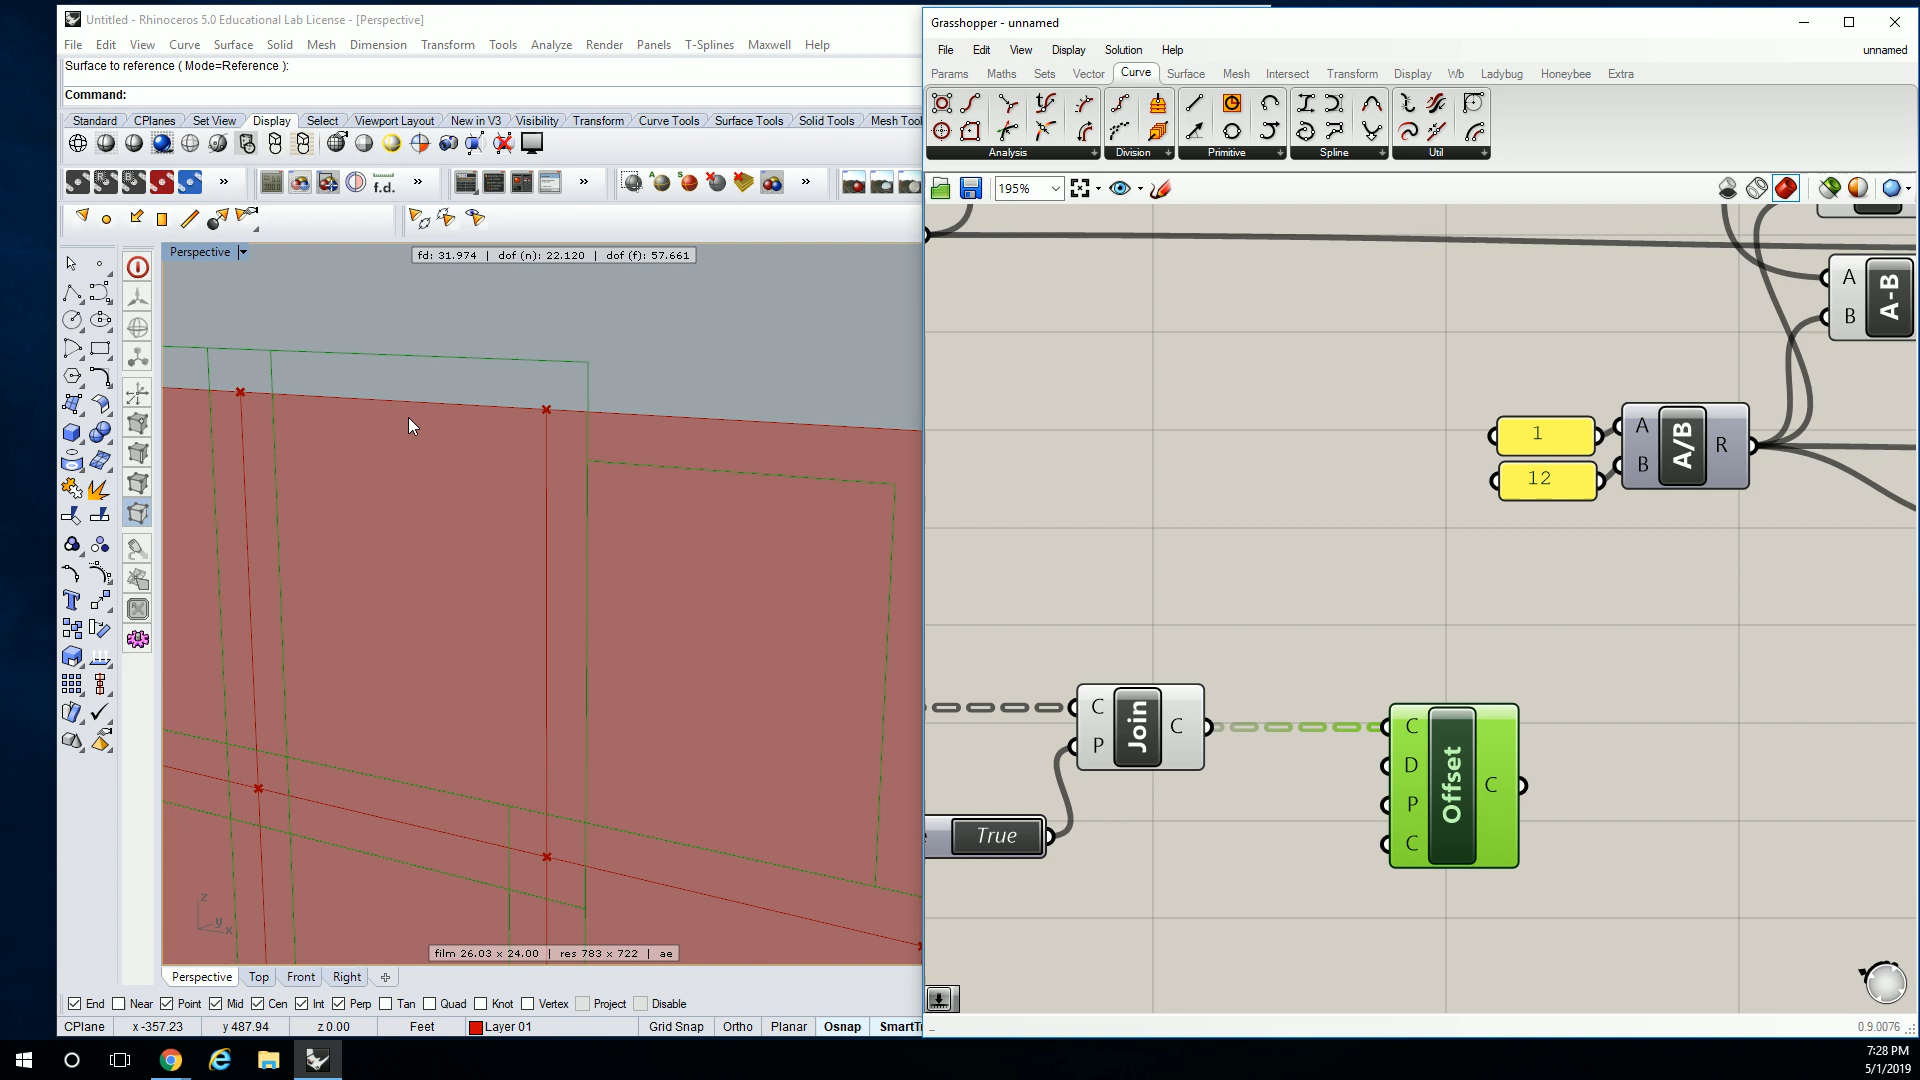 Untitled - Rhinoceros 5.0 Educational Lab License - [Perspective]
File Edit View Curve Surface Solid Mesh Dimension Transform Tools Analyze Render Panels T-Splines Maxwell Help
Surface to reference ( Mode=Reference ):
Command:
Standard CPlanes Set View Display Select Viewport Layout New in V3 Visibility Transform Curve Tools Surface Tools Solid Tools Mesh Tool
f.d.
Perspective
fd: 31.974 | dof (n): 22.120 | dof (f): 57.661
z
y
x
film 26.03 x 24.00 | res 783 x 722 | ae
Perspective Top Front Right
End Near Point Mid Cen Int Perp Tan Quad Knot Vertex Project Disable
CPlane x -357.23 y 487.94 z 0.00 Feet Layer 01 Grid Snap Ortho Planar Osnap SmartTr
Grasshopper - unnamed
File Edit View Display Solution Help unnamed
Params Maths Sets Vector Curve Surface Mesh Intersect Transform Display Wb Ladybug Honeybee Extra
Analysis Division Primitive Spline Util
195%
A
B
A-B
1
12
A
B
A/B
R
C
P
Join
C
True
C
D
P
C
Offset
C
0.9.0076
7:28 PM
5/1/2019